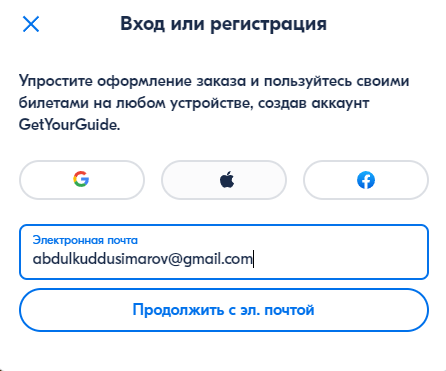 Вход или регистрация
Упростите оформление заказа и пользуйтесь своими
билетами на любом устройстве, создав аккаунт
GetYourGuide.
Электронная почта
abdulkuddusimarov@gmail.com
Продолжить с эл. почтой